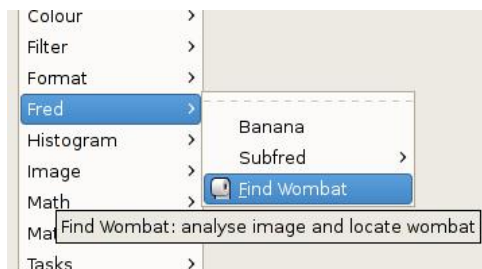 Colour
Filter
Format
Fred
Histogram
Image
Math
Mat
Tasks
Banana
Subfred
Find Wombat
Find Wombat: analyse image and locate wombat